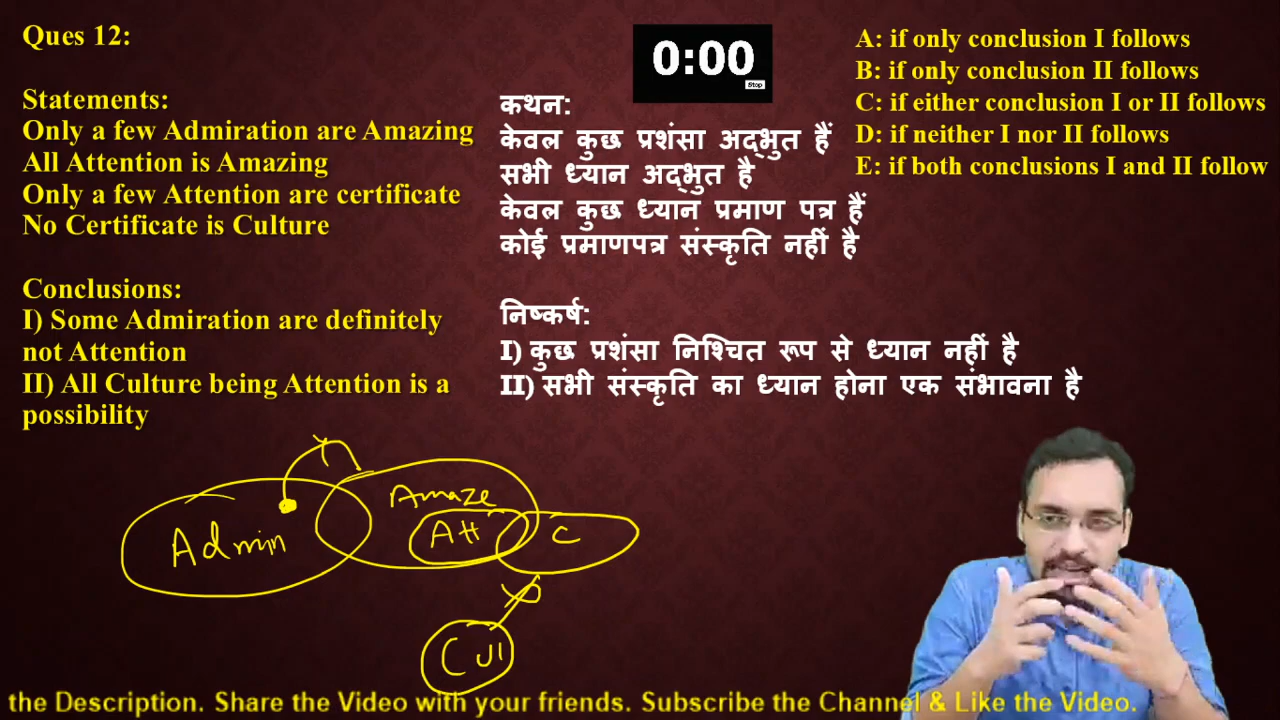 Ques 12:
Statements:
Only a few Admiration are Amazing
All Attention is Amazing
Only a few Attention are certificate
No Certificate is Culture
Conclusions:
I) Some Admiration are definitely
not Attention
II) All Culture being Attention is a
possibility
0:00
Stop
कथन:
केवल कुछ प्रशंसा अद्भुत हैं
सभी ध्यान अद्भुत है
केवल कुछ ध्यान प्रमाण पत्र हैं
कोई प्रमाणपत्र संस्कृति नहीं है
निष्कर्ष:
I) कुछ प्रशंसा निश्चित रूप से ध्यान नहीं है
II) सभी संस्कृति का ध्यान होना एक संभावना है
A: if only conclusion I follows
B: if only conclusion II follows
C: if either conclusion I or II follows
D: if neither I nor II follows
E: if both conclusions I and II follow
Admin
Amaze
Att
C
Cul
the Description. Share the Video with your friends. Subscribe the Channel & Like the Video.